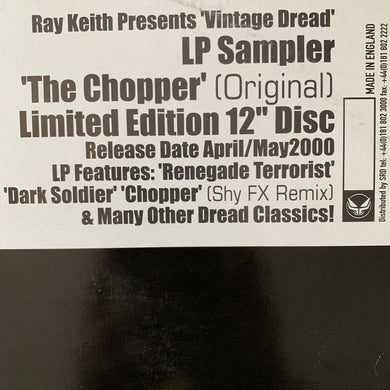 Ray Keith Presents 'Vintage Dread'
LP Sampler
'The Chopper' (Original)
Limited Edition 12" Disc
Release Date April/May2000
LP Features: 'Renegade Terrorist'
'Dark Soldier' 'Chopper' (Shy FX Remix)
& Many Other Dread Classics!
MADE IN ENGLAND
Distributed by SRD tel: +44(0)181 802 3000 fax: +44(0)181 802 2222